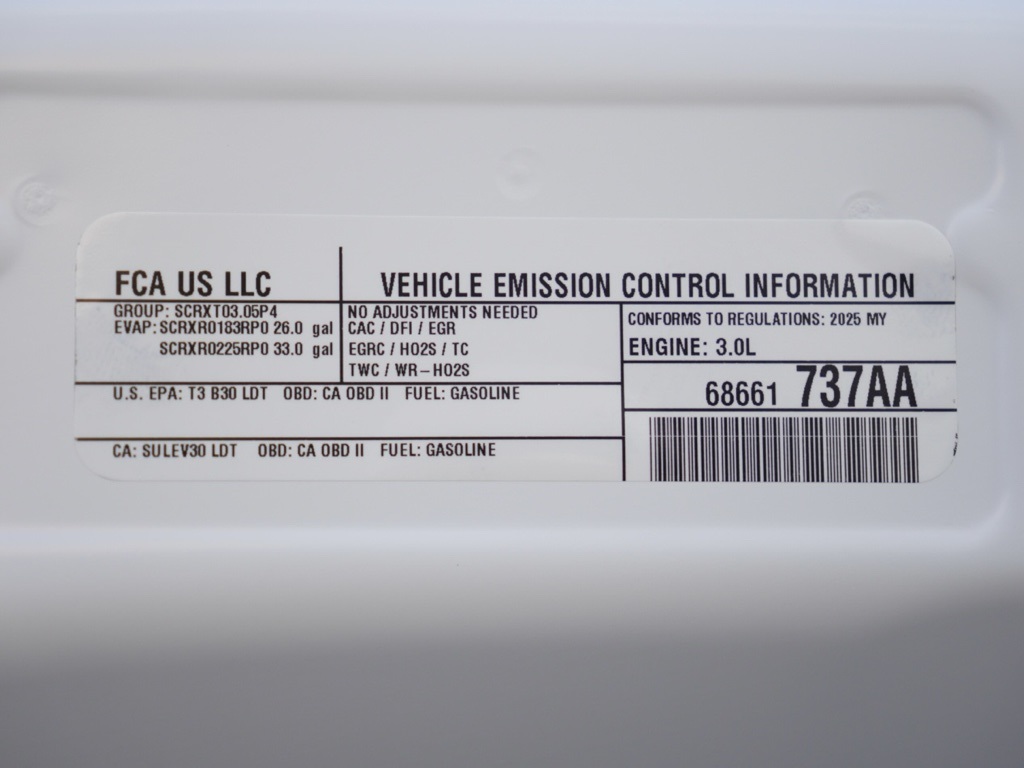 FCA US LLC
VEHICLE EMISSION CONTROL INFORMATION
GROUP: SCRXT03.05P4
EVAP: SCRXR0183RP0 26.0 gal
SCRXR0225RP0 33.0 gal
NO ADJUSTMENTS NEEDED
CAC / DFI / EGR
EGRC / HO2S / TC
TWC / WR-HO2S
CONFORMS TO REGULATIONS: 2025 MY
ENGINE: 3.0L
68661 737AA
U.S. EPA: T3 B30 LDT OBD: CA OBD II FUEL: GASOLINE
CA: SULEV30 LDT OBD: CA OBD II FUEL: GASOLINE